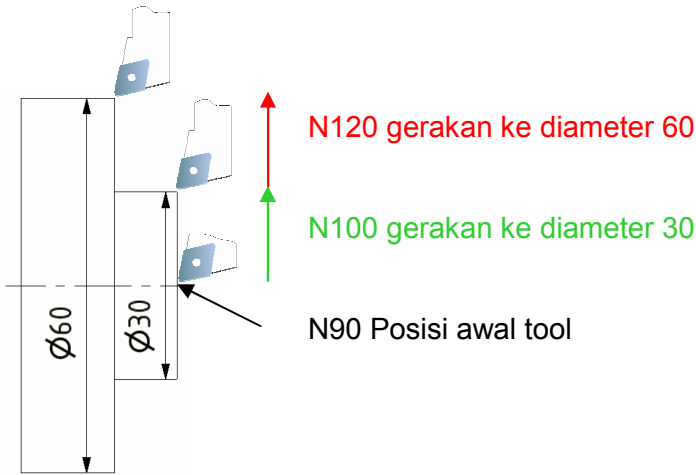 N120 gerakan ke diameter 60
N100 gerakan ke diameter 30
N90 Posisi awal tool
Ø60
Ø30